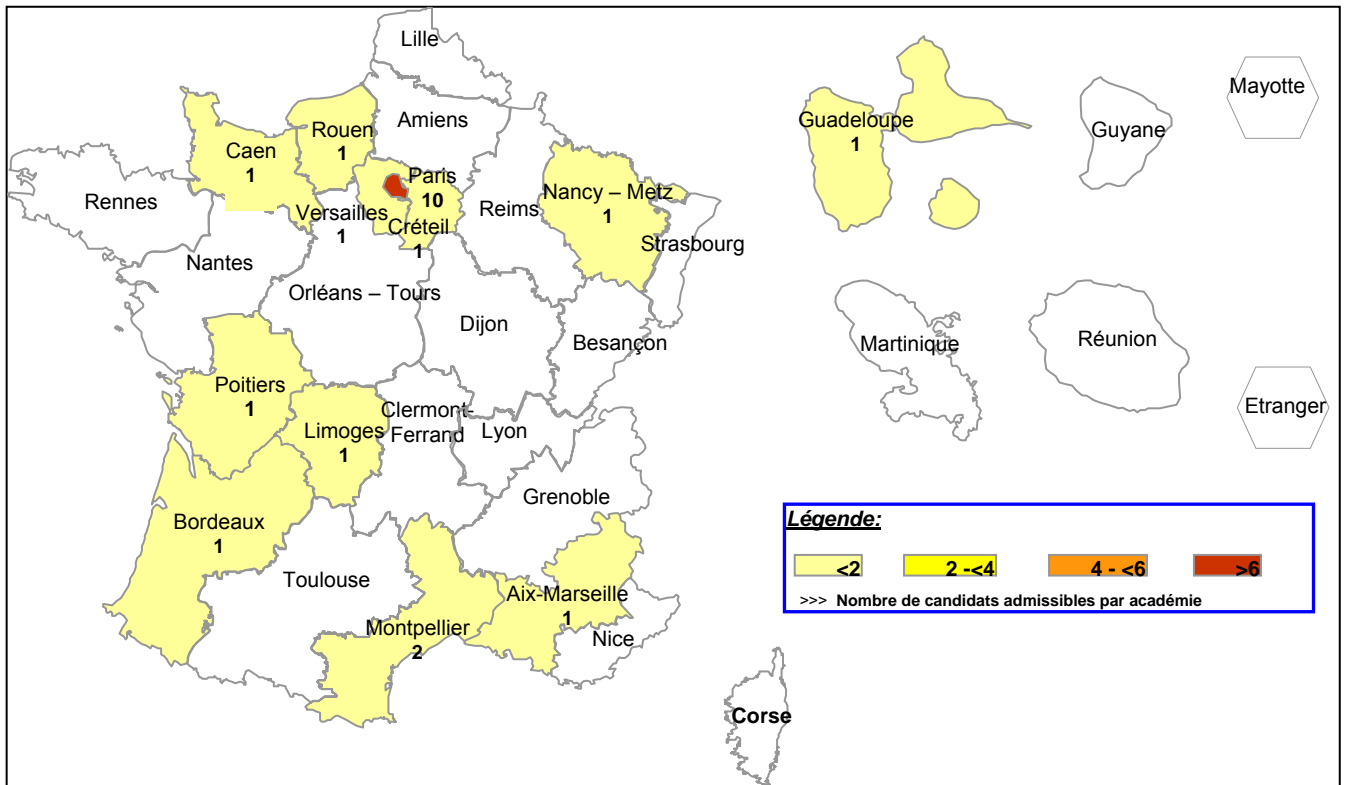 Lille
Amiens
Rouen
1
Caen
1
Paris
10
Rennes
Versailles
1
Créteil
1
Reims
Nancy – Metz
1
Strasbourg
Nantes
Orléans – Tours
Dijon
Besançon
Poitiers
1
Limoges
1
Clermont-
Ferrand
Lyon
Grenoble
Bordeaux
1
Toulouse
Montpellier
2
Aix-Marseille
1
Nice
Corse
Guadeloupe
1
Guyane
Mayotte
Martinique
Réunion
Etranger
Légende:
<2 2 -<4 4 - <6 >6
>>> Nombre de candidats admissibles par académie